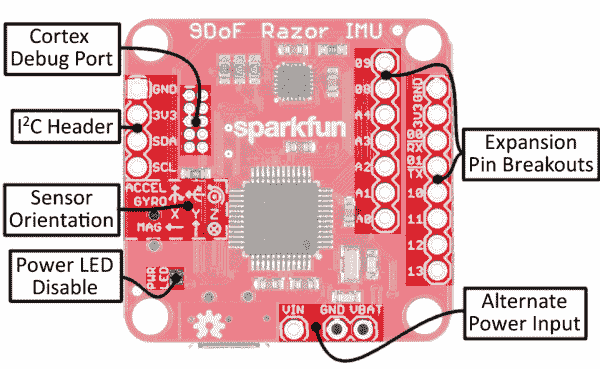 9DoF Razor IMU
Cortex
Debug Port
I²C Header
GND
3V3
SDA
SCL
sparkfun
Sensor
Orientation
ACCEL
GYRO
X
Y
Z
MAG
Power LED
Disable
PWR
LED
09
08
A4
A3
A2
A1
A0
GND
3V3
00
RX
01
TX
10
11
12
13
Expansion
Pin Breakouts
VIN
GND
VBAT
Alternate
Power Input